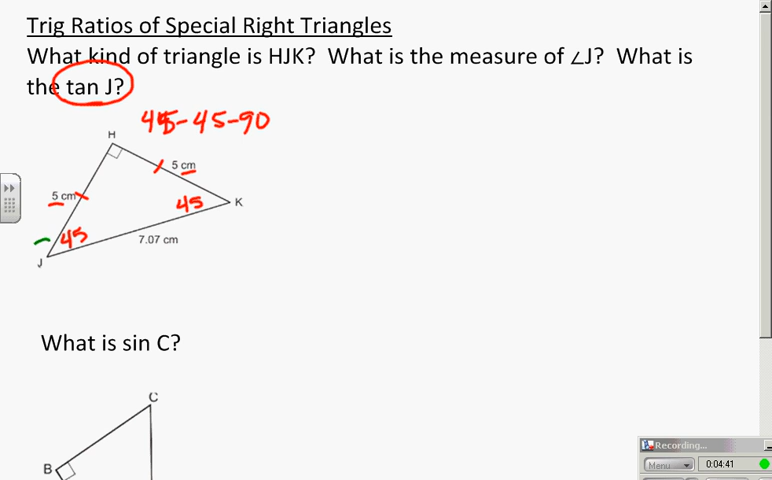 Trig Ratios of Special Right Triangles
What kind of triangle is HJK? What is the measure of ∠J? What is
the tan J?
45-45-90
H
5 cm
5 cm
45
K
45
7.07 cm
J
What is sin C?
C
B
Recording...
Menu
0:04:41